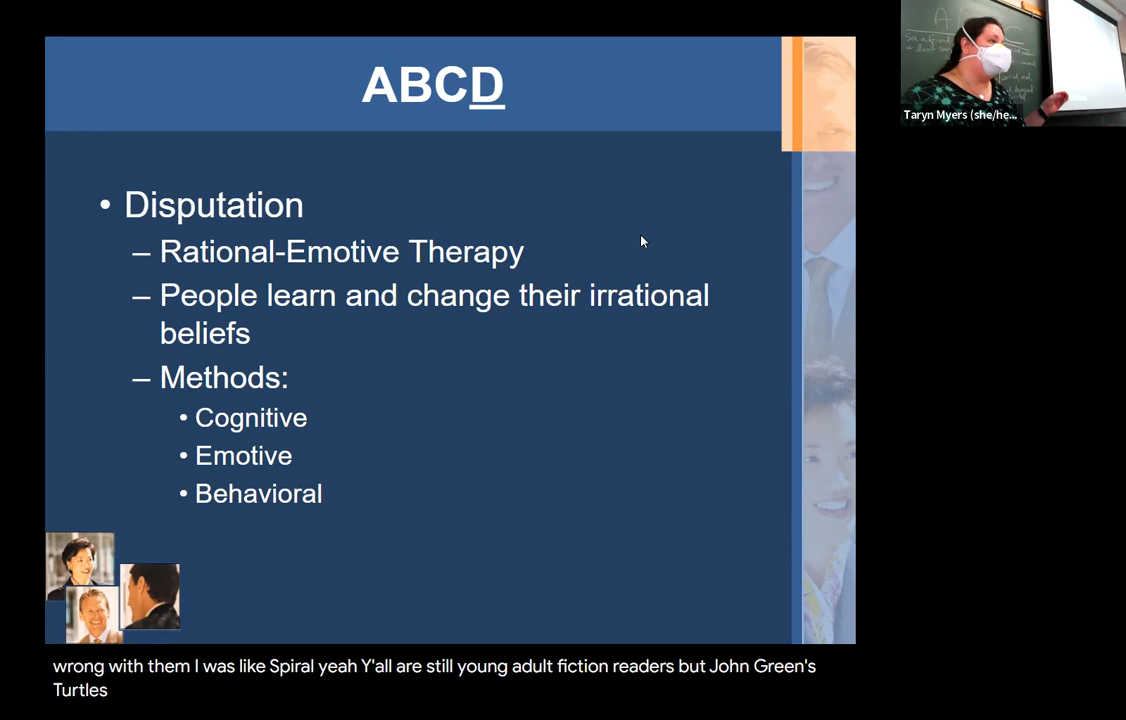 ABCD
• Disputation
– Rational-Emotive Therapy
– People learn and change their irrational
beliefs
– Methods:
• Cognitive
• Emotive
• Behavioral
Taryn Myers (she/he...
wrong with them I was like Spiral yeah Y'all are still young adult fiction readers but John Green's
Turtles